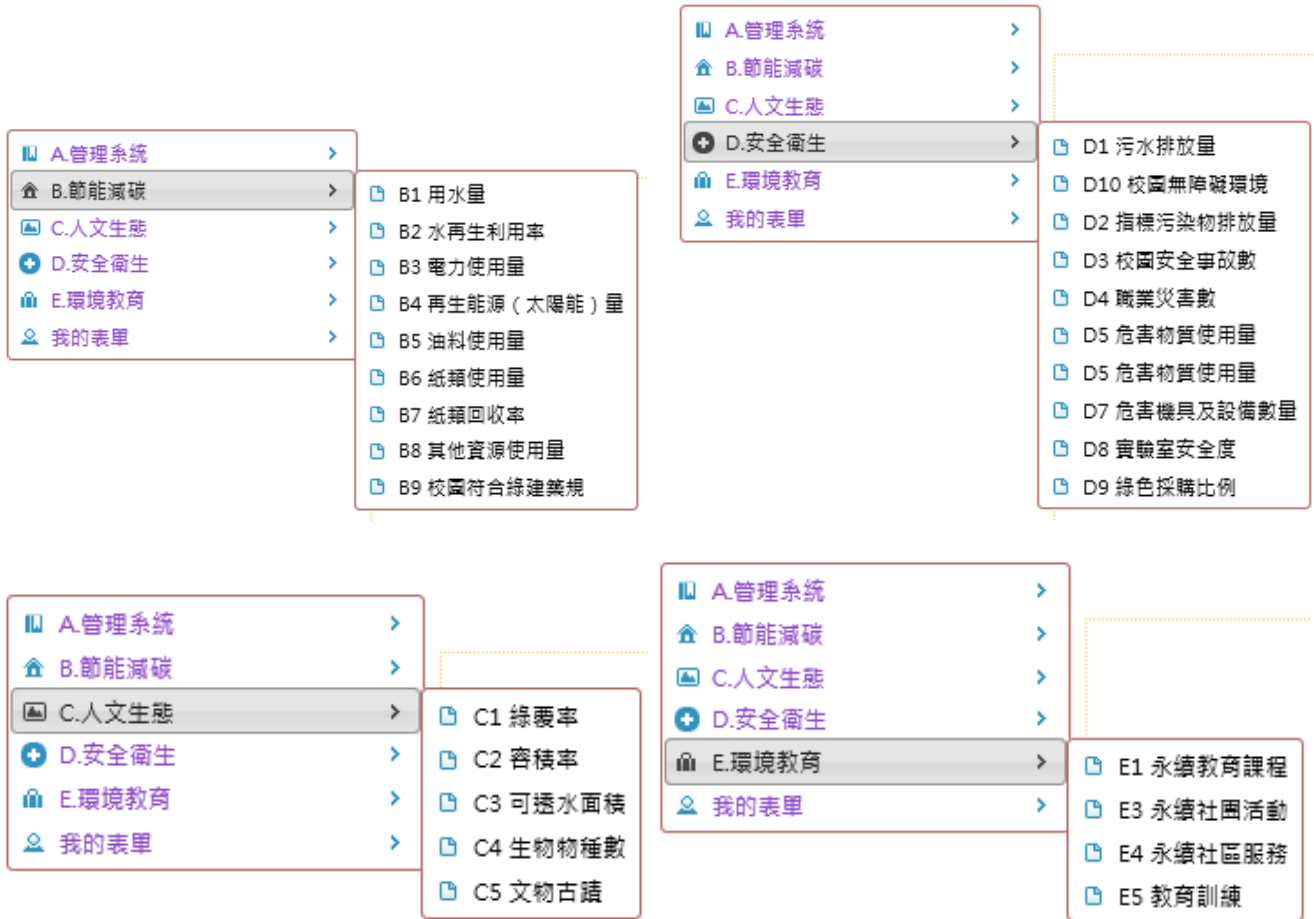 A.管理系統
B.節能減碳
C.人文生態
D.安全衛生
E.環境教育
我的表單
B1 用水量
B2 水再生利用率
B3 電力使用量
B4 再生能源（太陽能）量
B5 油料使用量
B6 紙類使用量
B7 紙類回收率
B8 其他資源使用量
B9 校園符合綠建築規
A.管理系統
B.節能減碳
C.人文生態
D.安全衛生
E.環境教育
我的表單
D1 污水排放量
D10 校園無障礙環境
D2 指標污染物排放量
D3 校園安全事故數
D4 職業災害數
D5 危害物質使用量
D5 危害物質使用量
D7 危害機具及設備數量
D8 實驗室安全度
D9 綠色採購比例
A.管理系統
B.節能減碳
C.人文生態
D.安全衛生
E.環境教育
我的表單
C1 綠覆率
C2 容積率
C3 可透水面積
C4 生物物種數
C5 文物古蹟
A.管理系統
B.節能減碳
C.人文生態
D.安全衛生
E.環境教育
我的表單
E1 永續教育課程
E3 永續社團活動
E4 永續社區服務
E5 教育訓練